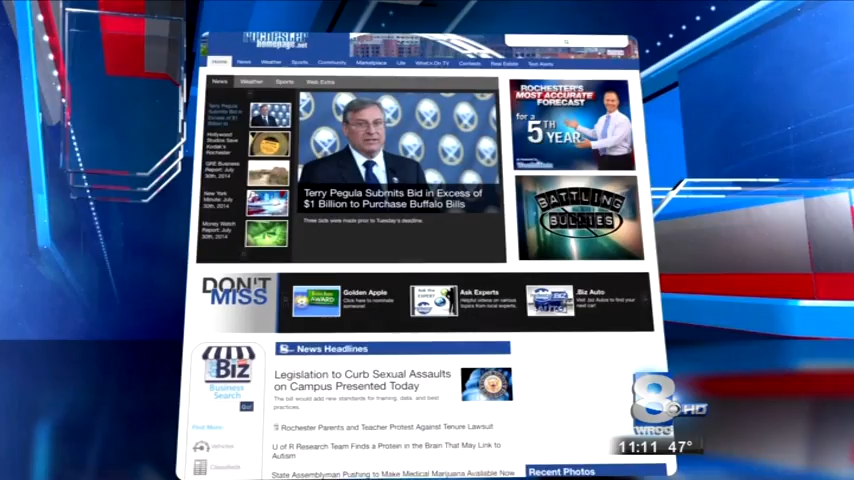 ROCHESTER
homepage.net
Home News Weather Sports Community Marketplace Life What's On TV Contests Real Estate Text Alerts
News Weather Sports Web Extra
Terry Pegula
Submits Bid in
Excess of $1
Billion to
Hollywood
Studios Save
Kodak's
Rochester
GRE Business
Report: July
30th, 2014
New York
Minute: July
30th, 2014
Money Watch
Report: July
30th, 2014
Terry Pegula Submits Bid in Excess of
$1 Billion to Purchase Buffalo Bills
Three bids were made prior to Tuesday's deadline.
ROCHESTER'S
MOST ACCURATE
FORECAST
for a
5TH
YEAR
BATTLING
BULLIES
DON'T
MISS
AWARD
Golden Apple
Click here to nominate
someone!
Ask the
EXPERT
Ask Experts
Helpful videos on various
topics from local experts.
.Biz Auto
Visit .biz Autos to find your
next car!
Biz
Business
Search
Go!
Find More:
Vehicles
Classifieds
News Headlines
Legislation to Curb Sexual Assaults
on Campus Presented Today
The bill would add new standards for training, data, and best
practices.
Rochester Parents and Teacher Protest Against Tenure Lawsuit
U of R Research Team Finds a Protein in the Brain That May Link to
Autism
State Assemblyman Pushing to Make Medical Marijuana Available Now
Recent Photos
8 HD
WROC
11:11 47°